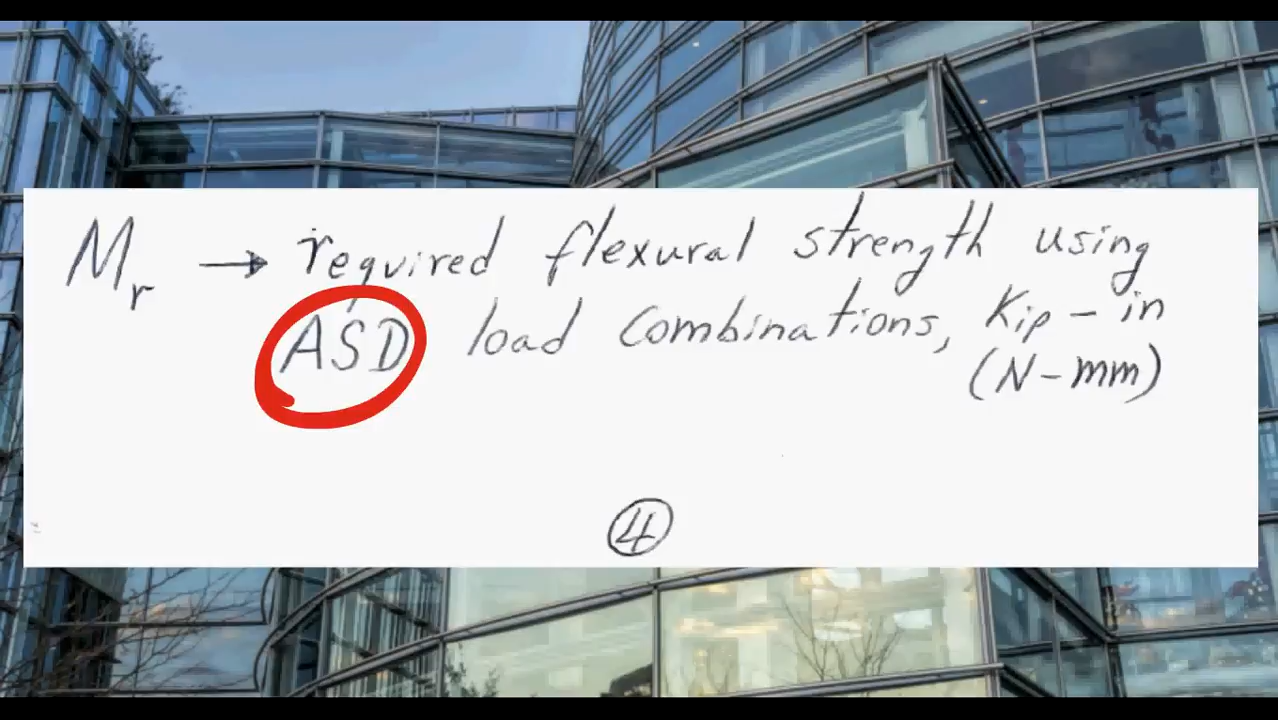 Mr → required flexural strength using
ASD load combinations, Kip-in
(N-mm)
4